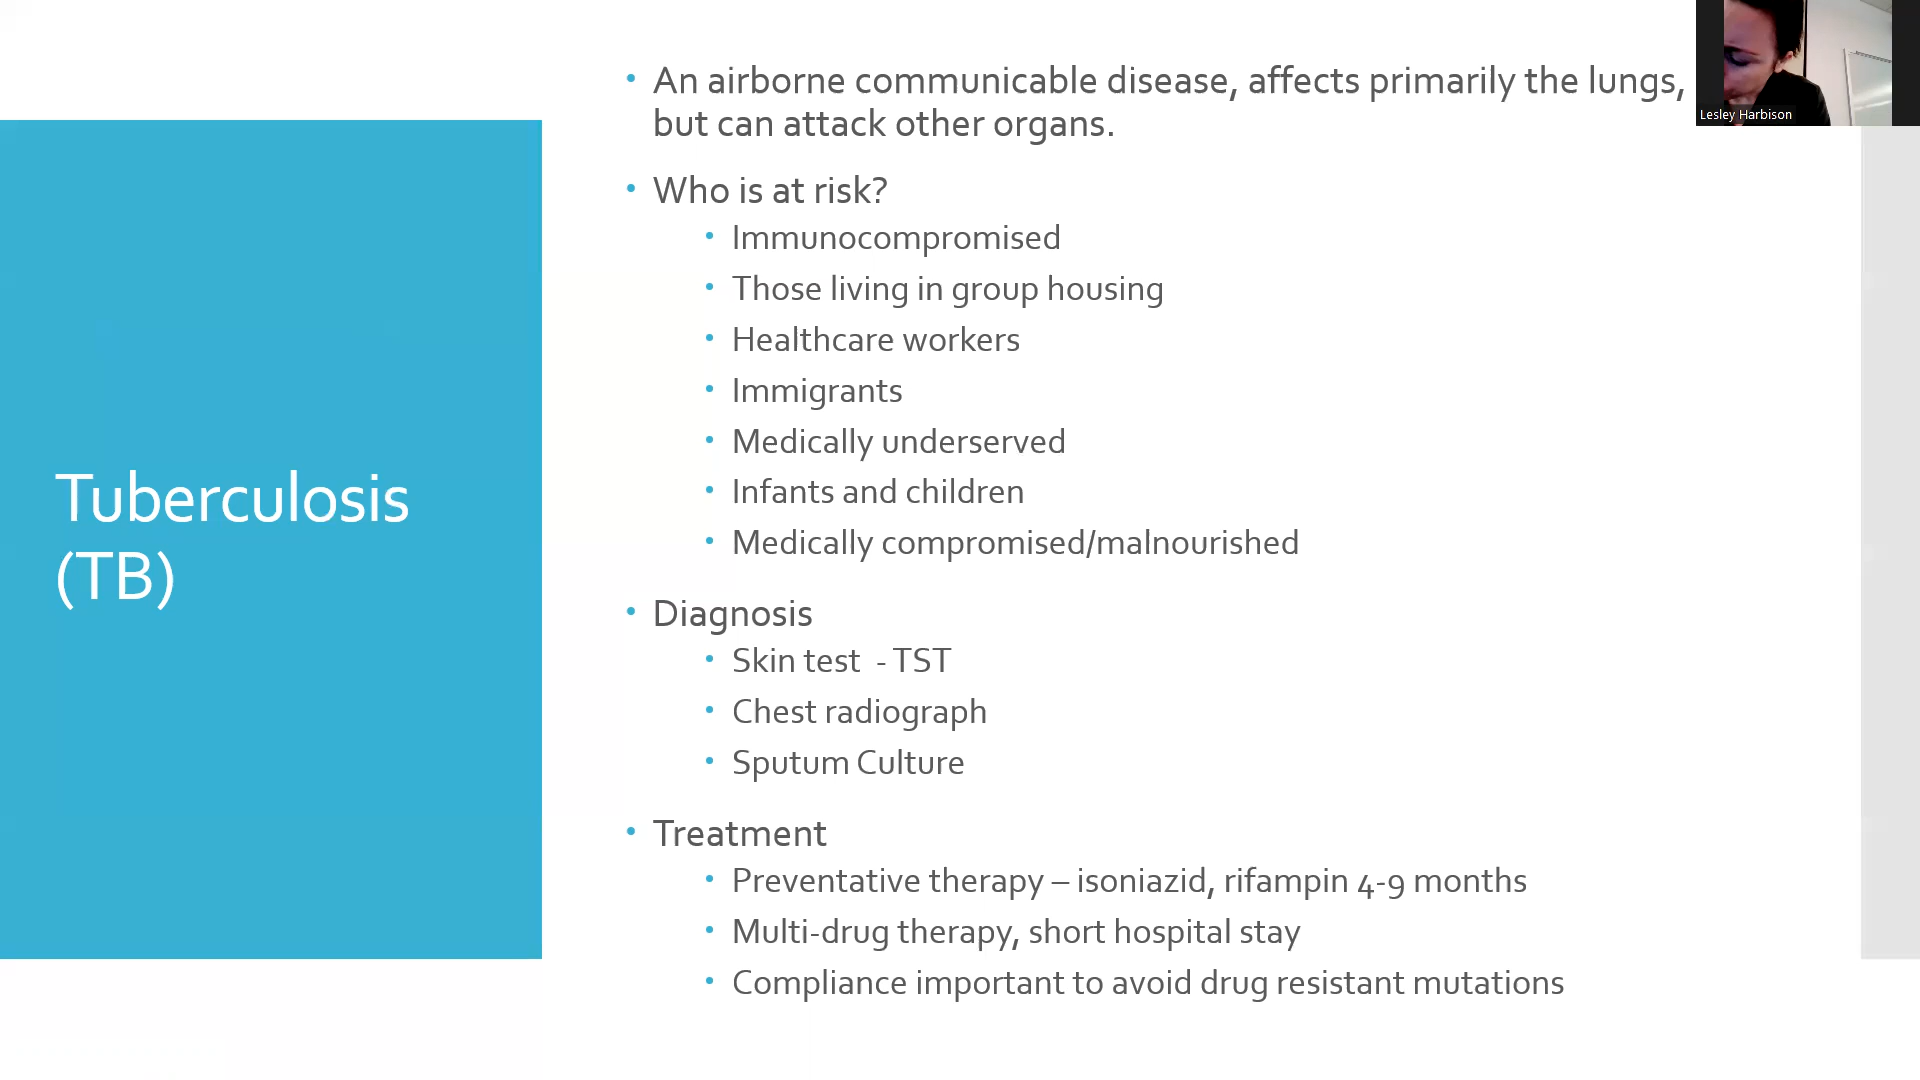 Tuberculosis
(TB)
• An airborne communicable disease, affects primarily the lungs,
but can attack other organs.
• Who is at risk?
• Immunocompromised
• Those living in group housing
• Healthcare workers
• Immigrants
• Medically underserved
• Infants and children
• Medically compromised/malnourished
• Diagnosis
• Skin test  - TST
• Chest radiograph
• Sputum Culture
• Treatment
• Preventative therapy – isoniazid, rifampin 4-9 months
• Multi-drug therapy, short hospital stay
• Compliance important to avoid drug resistant mutations
Lesley Harbison